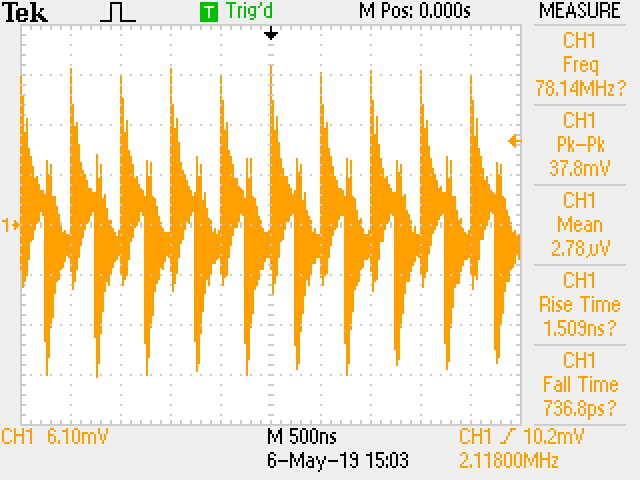 Tek T Trig'd M Pos: 0.000s MEASURE
CH1
Freq
78.14MHz?
CH1
Pk-Pk
37.8mV
CH1
Mean
2.78µV
CH1
Rise Time
1.509ns?
CH1
Fall Time
736.8ps?
1
CH1 6.10mV M 500ns CH1 10.2mV
6-May-19 15:03 2.11800MHz